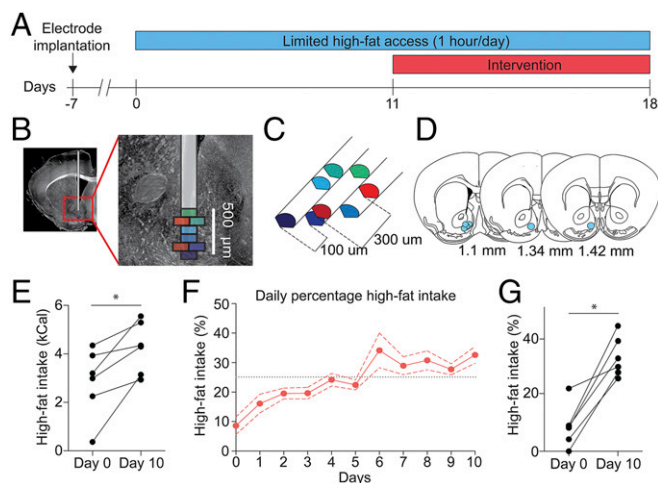 A
Electrode
implantation
Limited high-fat access (1 hour/day)
Intervention
Days
-7
0
11
18
B
500 µm
C
100 um
300 um
D
1.1 mm
1.34 mm
1.42 mm
E
*
High-fat intake (kCal)
6
4
2
0
Day 0
Day 10
F
Daily percentage high-fat intake
High-fat intake (%)
50
40
30
20
10
0
0
1
2
3
4
5
6
7
8
9
10
Days
G
*
High-fat intake (%)
40
20
0
Day 0
Day 10